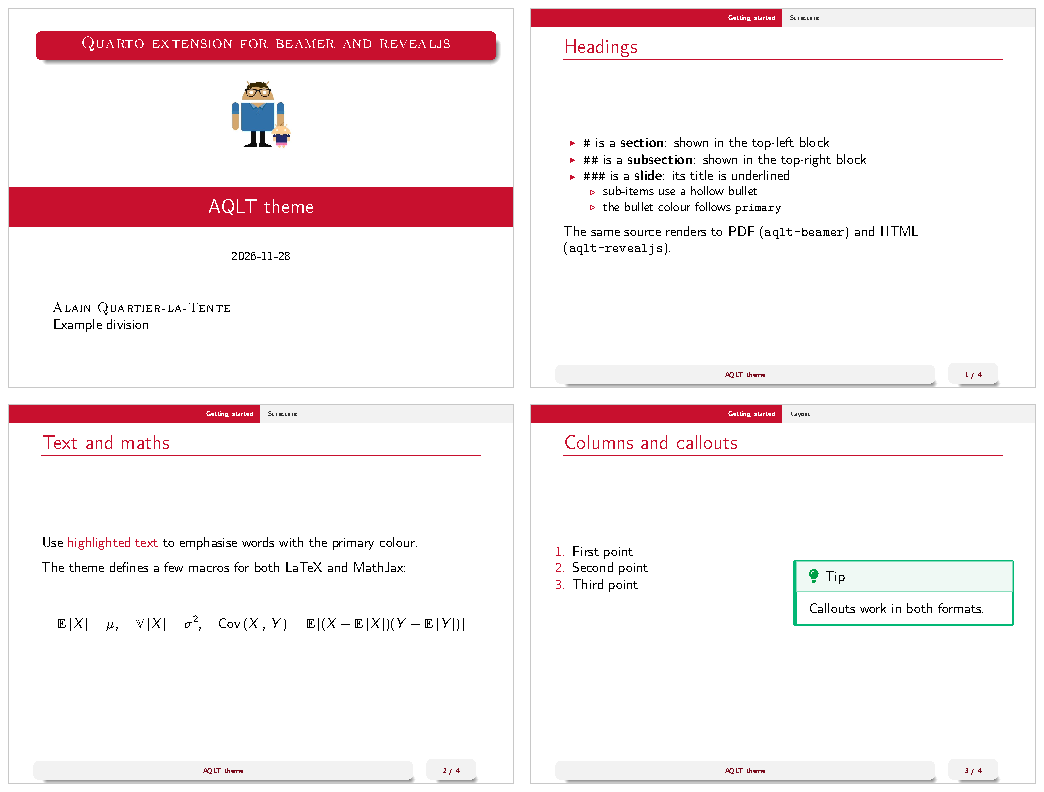 Quarto extension for beamer and revealjs
AQLT theme
2026-11-28
Alain Quartier-la-Tente
Example division
Getting started Structure
Headings
▶ # is a section: shown in the top-left block
▶ ## is a subsection: shown in the top-right block
▶ ### is a slide: its title is underlined
▷ sub-items use a hollow bullet
▷ the bullet colour follows primary
The same source renders to PDF (aqlt-beamer) and HTML
(aqlt-revealjs).
AQLT theme 1 / 4
Getting started Structure
Text and maths
Use highlighted text to emphasise words with the primary colour.
The theme defines a few macros for both LaTeX and MathJax:
𝔼[X] = μ, 𝕍[X] = σ², Cov(X, Y) = 𝔼[(X − 𝔼[X])(Y − 𝔼[Y])]
AQLT theme 2 / 4
Getting started Layout
Columns and callouts
1. First point
2. Second point
3. Third point
Tip
Callouts work in both formats.
AQLT theme 3 / 4